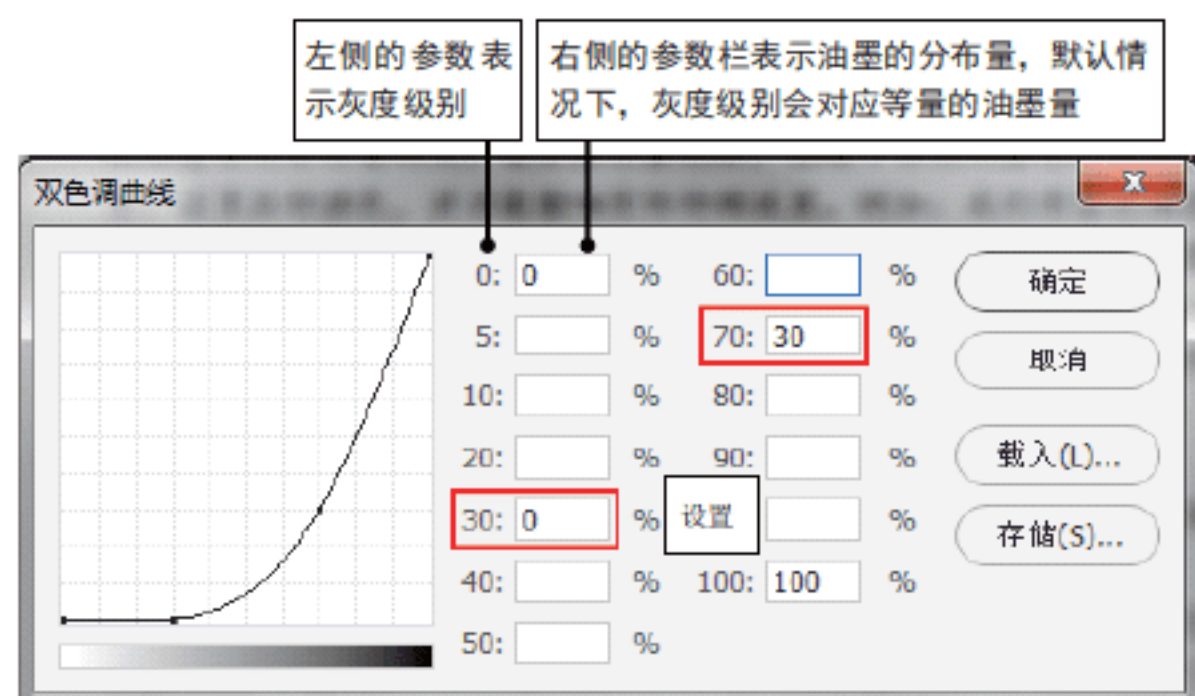 左侧的参数表
示灰度级别
右侧的参数栏表示油墨的分布量，默认情
况下，灰度级别会对应等量的油墨量
双色调曲线
0: 0 % 60: % 确定
5: % 70: 30 % 取消
10: % 80: %
20: % 90: % 载入(L)...
30: 0 % 设置 % 存储(S)...
40: % 100: 100 %
50: %